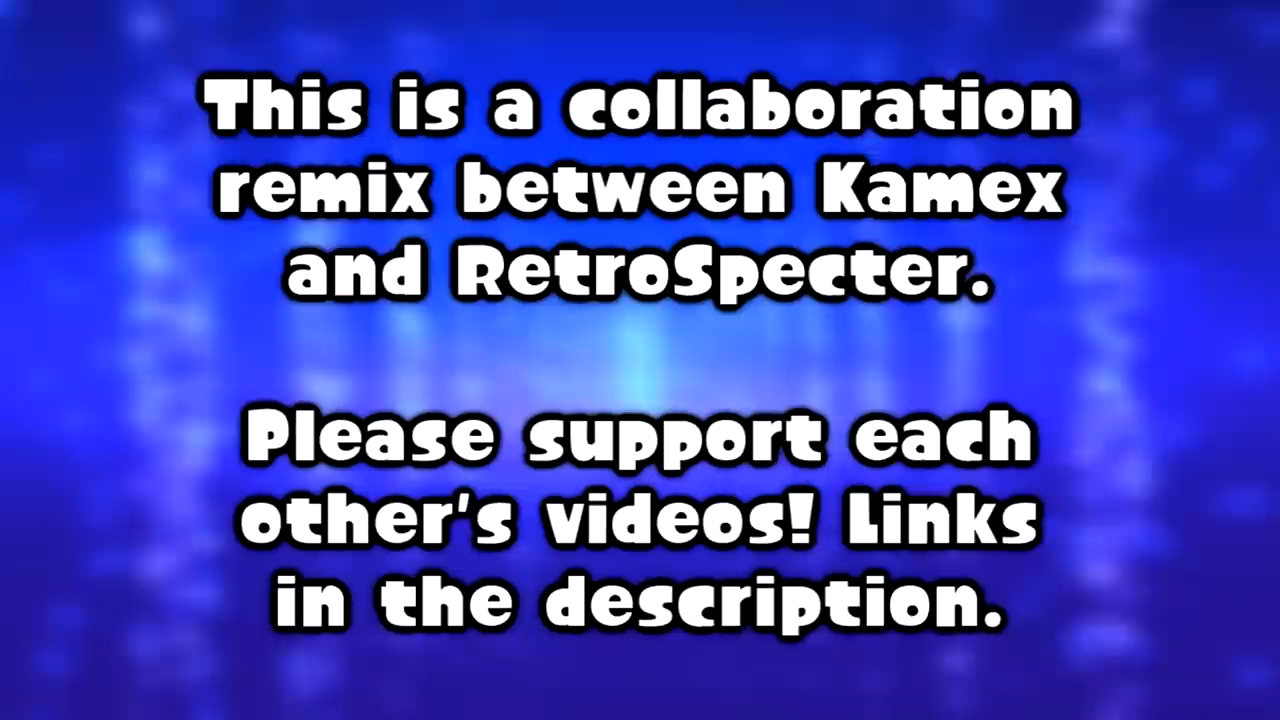 This is a collaboration
remix between Kamex
and RetroSpecter.
Please support each
other's videos! Links
in the description.